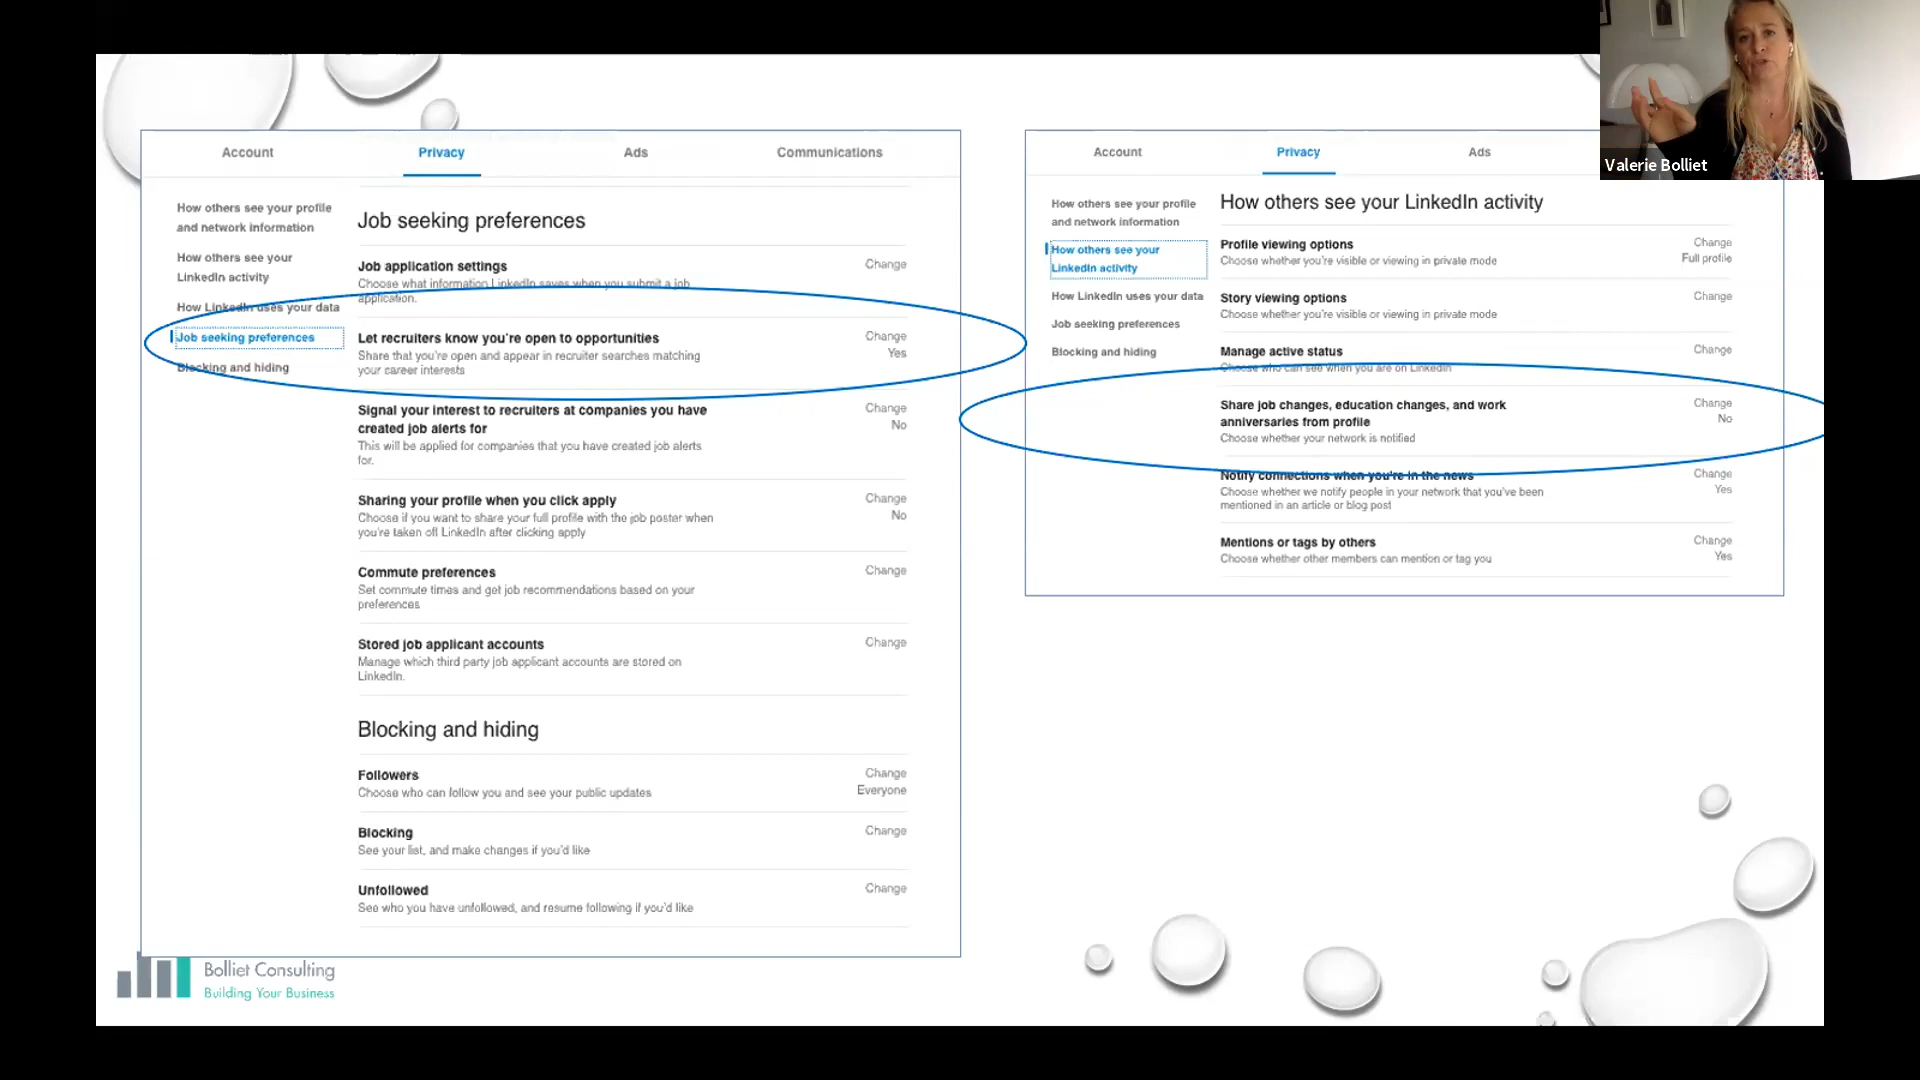 Account Privacy Ads Communications
How others see your profile
and network information
How others see your
LinkedIn activity
How LinkedIn uses your data
Job seeking preferences
Blocking and hiding
Job seeking preferences
Job application settings Change
Choose what information LinkedIn saves when you submit a job
application.
Let recruiters know you're open to opportunities Change
Share that you're open and appear in recruiter searches matching Yes
your career interests
Signal your interest to recruiters at companies you have Change
created job alerts for No
This will be applied for companies that you have created job alerts
for.
Sharing your profile when you click apply Change
Choose if you want to share your full profile with the job poster when No
you're taken off LinkedIn after clicking apply
Commute preferences Change
Set commute times and get job recommendations based on your
preferences
Stored job applicant accounts Change
Manage which third party job applicant accounts are stored on
LinkedIn.
Blocking and hiding
Followers Change
Choose who can follow you and see your public updates Everyone
Blocking Change
See your list, and make changes if you'd like
Unfollowed Change
See who you have unfollowed, and resume following if you'd like
Bolliet Consulting
Building Your Business
Account Privacy Ads
How others see your profile
and network information
How others see your
LinkedIn activity
How LinkedIn uses your data
Job seeking preferences
Blocking and hiding
How others see your LinkedIn activity
Profile viewing options Change
Choose whether you're visible or viewing in private mode Full profile
Story viewing options Change
Choose whether you're visible or viewing in private mode
Manage active status Change
Choose who can see when you are on LinkedIn
Share job changes, education changes, and work Change
anniversaries from profile No
Choose whether your network is notified
Notify connections when you're in the news Change
Choose whether we notify people in your network that you've been Yes
mentioned in an article or blog post
Mentions or tags by others Change
Choose whether other members can mention or tag you Yes
Valerie Bolliet